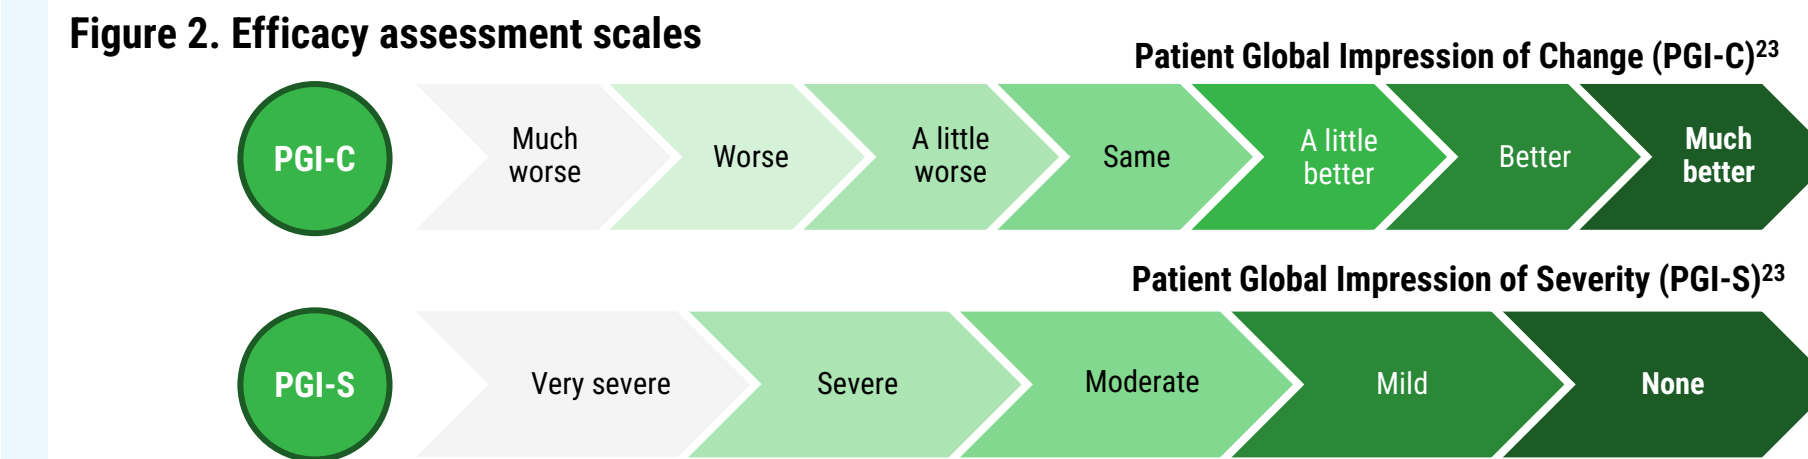 Figure 2. Efficacy assessment scales
Patient Global Impression of Change (PGI-C)23
PGI-C
Much
worse
Worse
A little
worse
Same
A little
better
Better
Much
better
Patient Global Impression of Severity (PGI-S)23
PGI-S
Very severe
Severe
Moderate
Mild
None